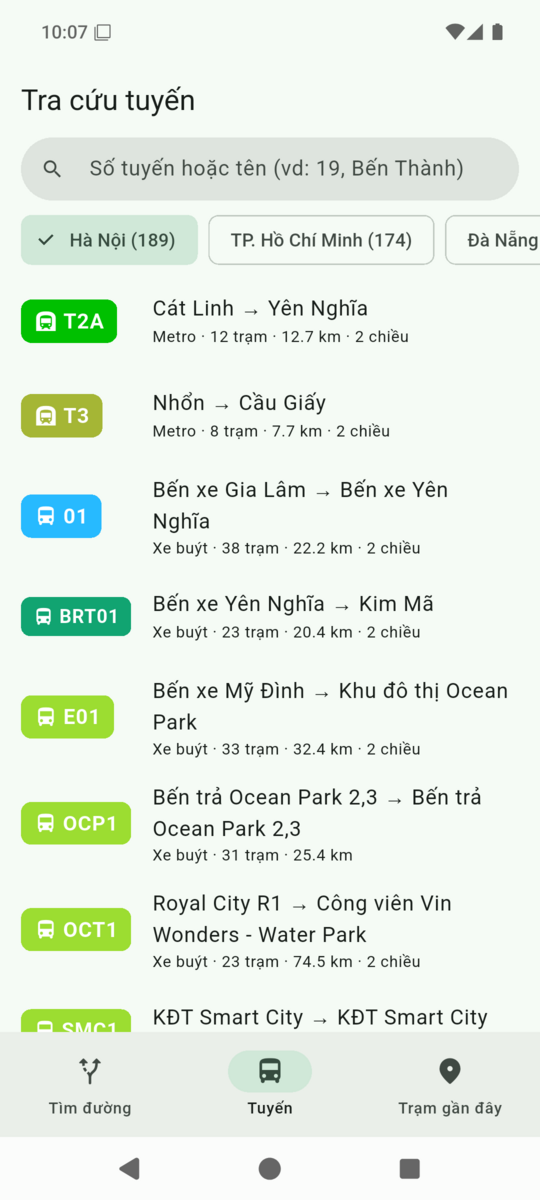 10:07
Tra cứu tuyến
Số tuyến hoặc tên (vd: 19, Bến Thành)
Hà Nội (189)
TP. Hồ Chí Minh (174)
Đà Nẵng
T2A
Cát Linh → Yên Nghĩa
Metro · 12 trạm · 12.7 km · 2 chiều
T3
Nhổn → Cầu Giấy
Metro · 8 trạm · 7.7 km · 2 chiều
01
Bến xe Gia Lâm → Bến xe Yên
Nghĩa
Xe buýt · 38 trạm · 22.2 km · 2 chiều
BRT01
Bến xe Yên Nghĩa → Kim Mã
Xe buýt · 23 trạm · 20.4 km · 2 chiều
E01
Bến xe Mỹ Đình → Khu đô thị Ocean
Park
Xe buýt · 33 trạm · 32.4 km · 2 chiều
OCP1
Bến trả Ocean Park 2,3 → Bến trả
Ocean Park 2,3
Xe buýt · 31 trạm · 25.4 km
OCT1
Royal City R1 → Công viên Vin
Wonders - Water Park
Xe buýt · 23 trạm · 74.5 km · 2 chiều
SMC1
KĐT Smart City → KĐT Smart City
Tìm đường
Tuyến
Trạm gần đây